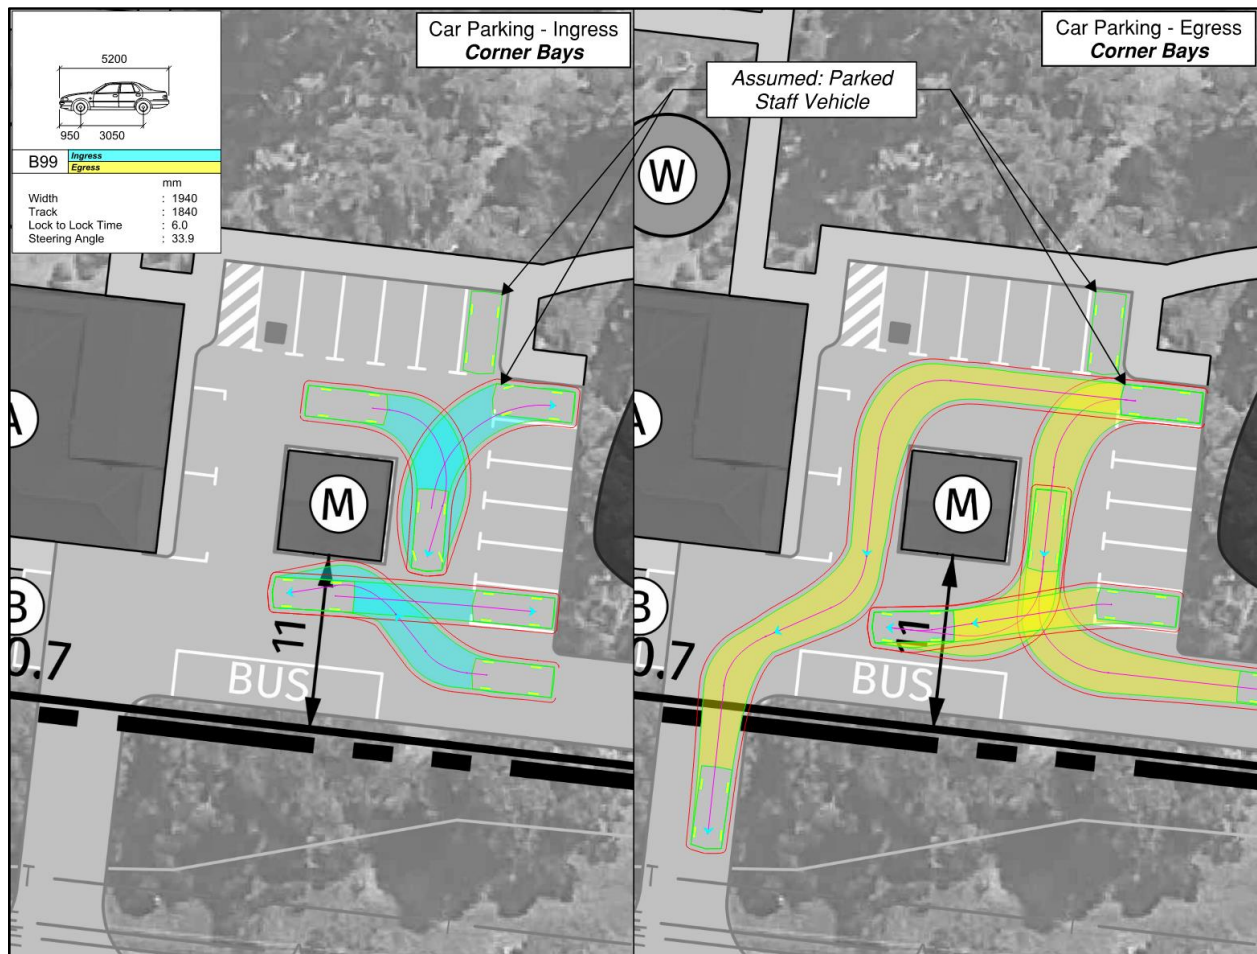 Car Parking - Ingress
Corner Bays
Car Parking - Egress
Corner Bays
Assumed: Parked
Staff Vehicle
5200
950 3050
B99
Ingress
Egress
mm
Width : 1940
Track : 1840
Lock to Lock Time : 6.0
Steering Angle : 33.9
W
A
M
B
0.7
11
BUS
A
M
B
0.7
11
BUS